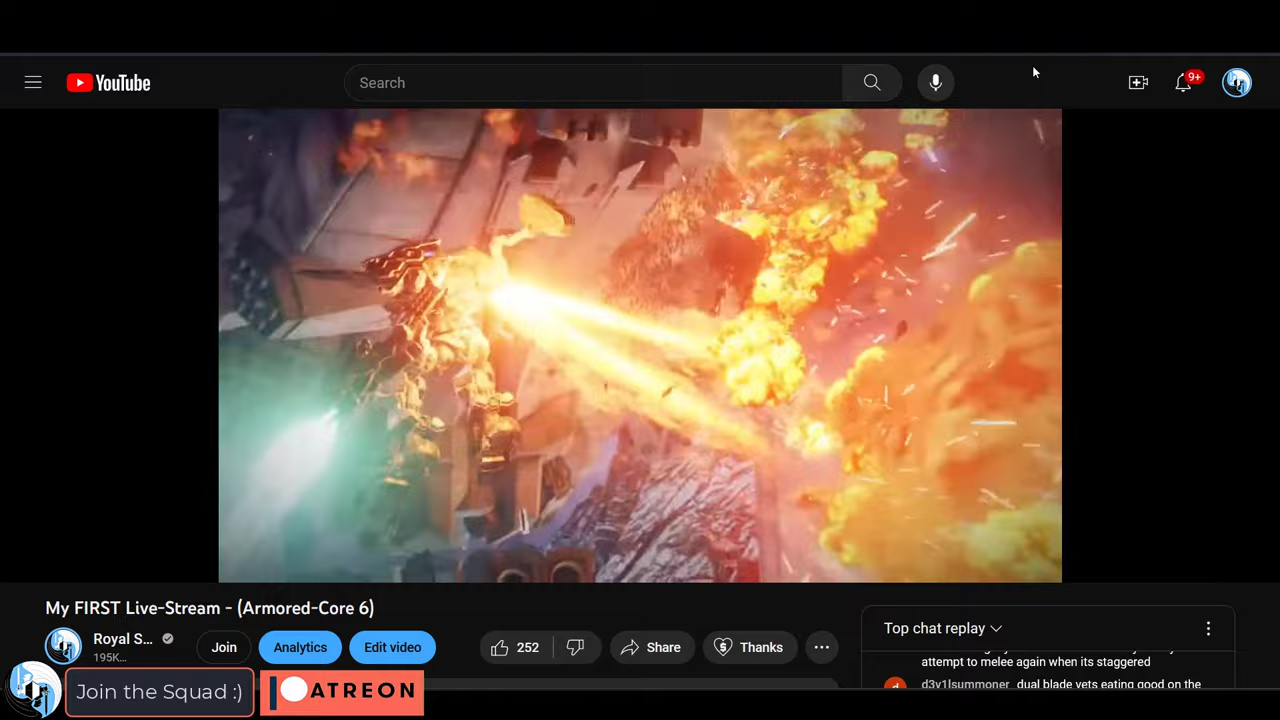 YouTube
Search
9+
My FIRST Live-Stream - (Armored-Core 6)
Royal S...
195K...
Join
Analytics
Edit video
252
Share
Thanks
Top chat replay
attempt to melee again when its staggered
d3v1lsummoner dual blade vets eating good on the
Join the Squad :)
PATREON